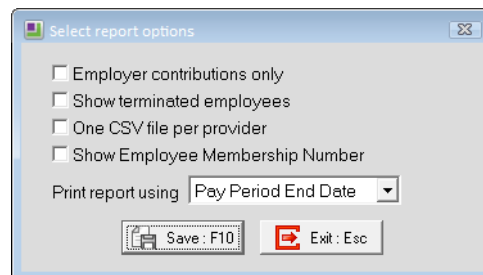 Select report options
Employer contributions only
Show terminated employees
One CSV file per provider
Show Employee Membership Number
Print report using Pay Period End Date
Save : F10 Exit : Esc